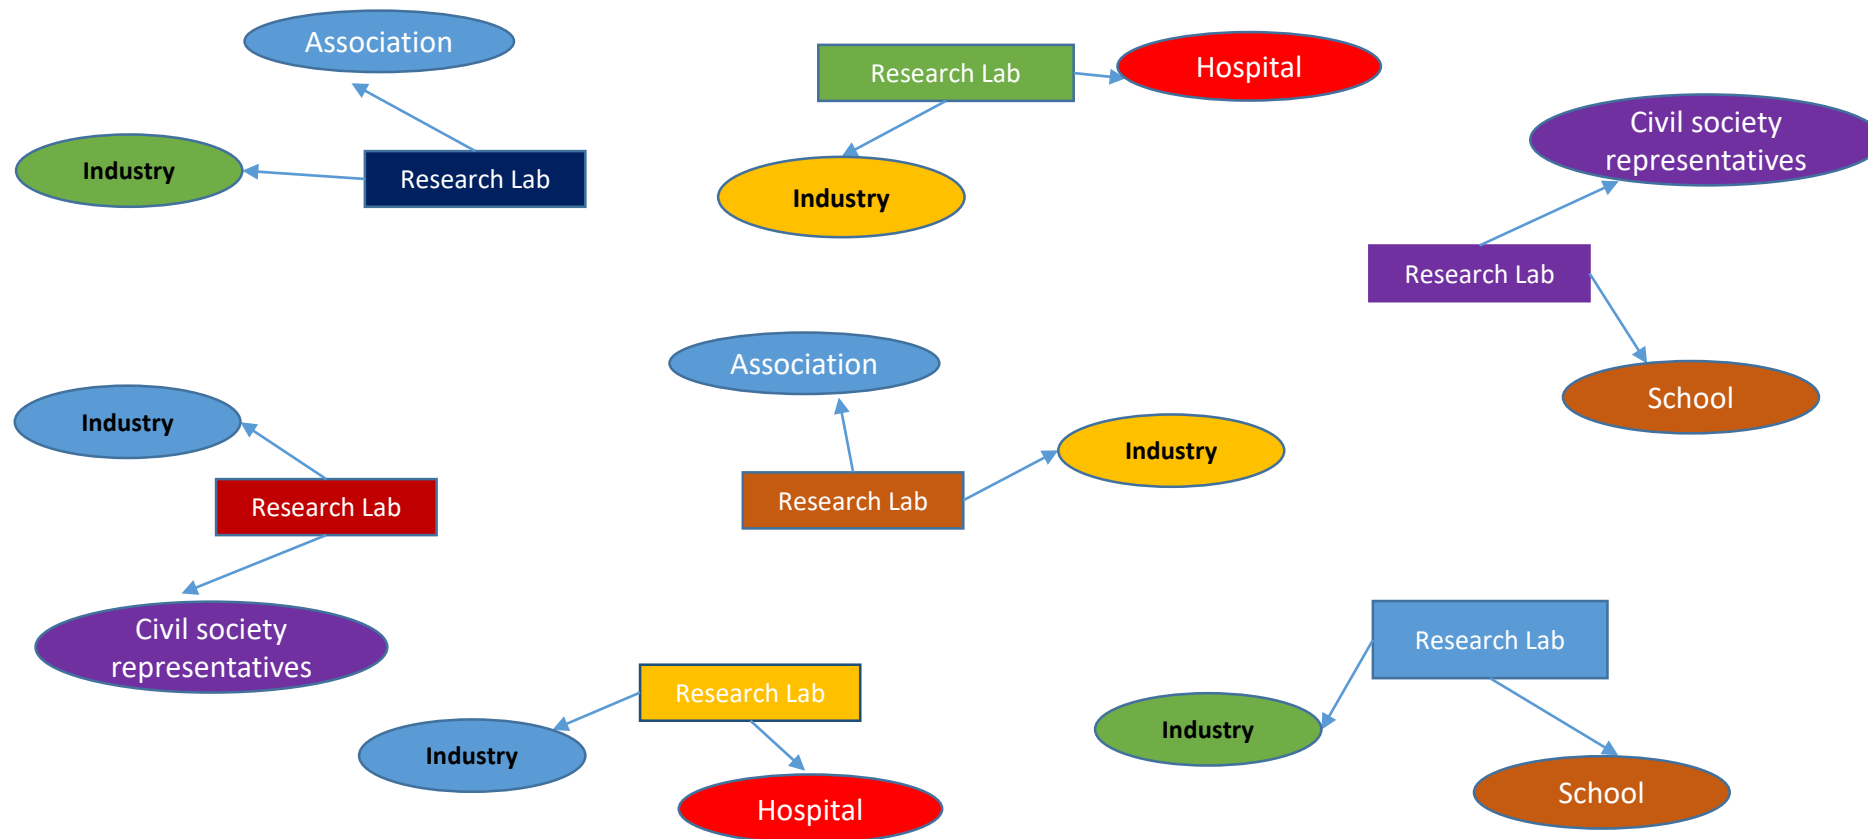 Association
Research Lab
Hospital
Civil society
representatives
Industry
Research Lab
Industry
Research Lab
Association
School
Industry
Industry
Research Lab
Research Lab
Civil society
representatives
Research Lab
Research Lab
Industry
Industry
School
Hospital